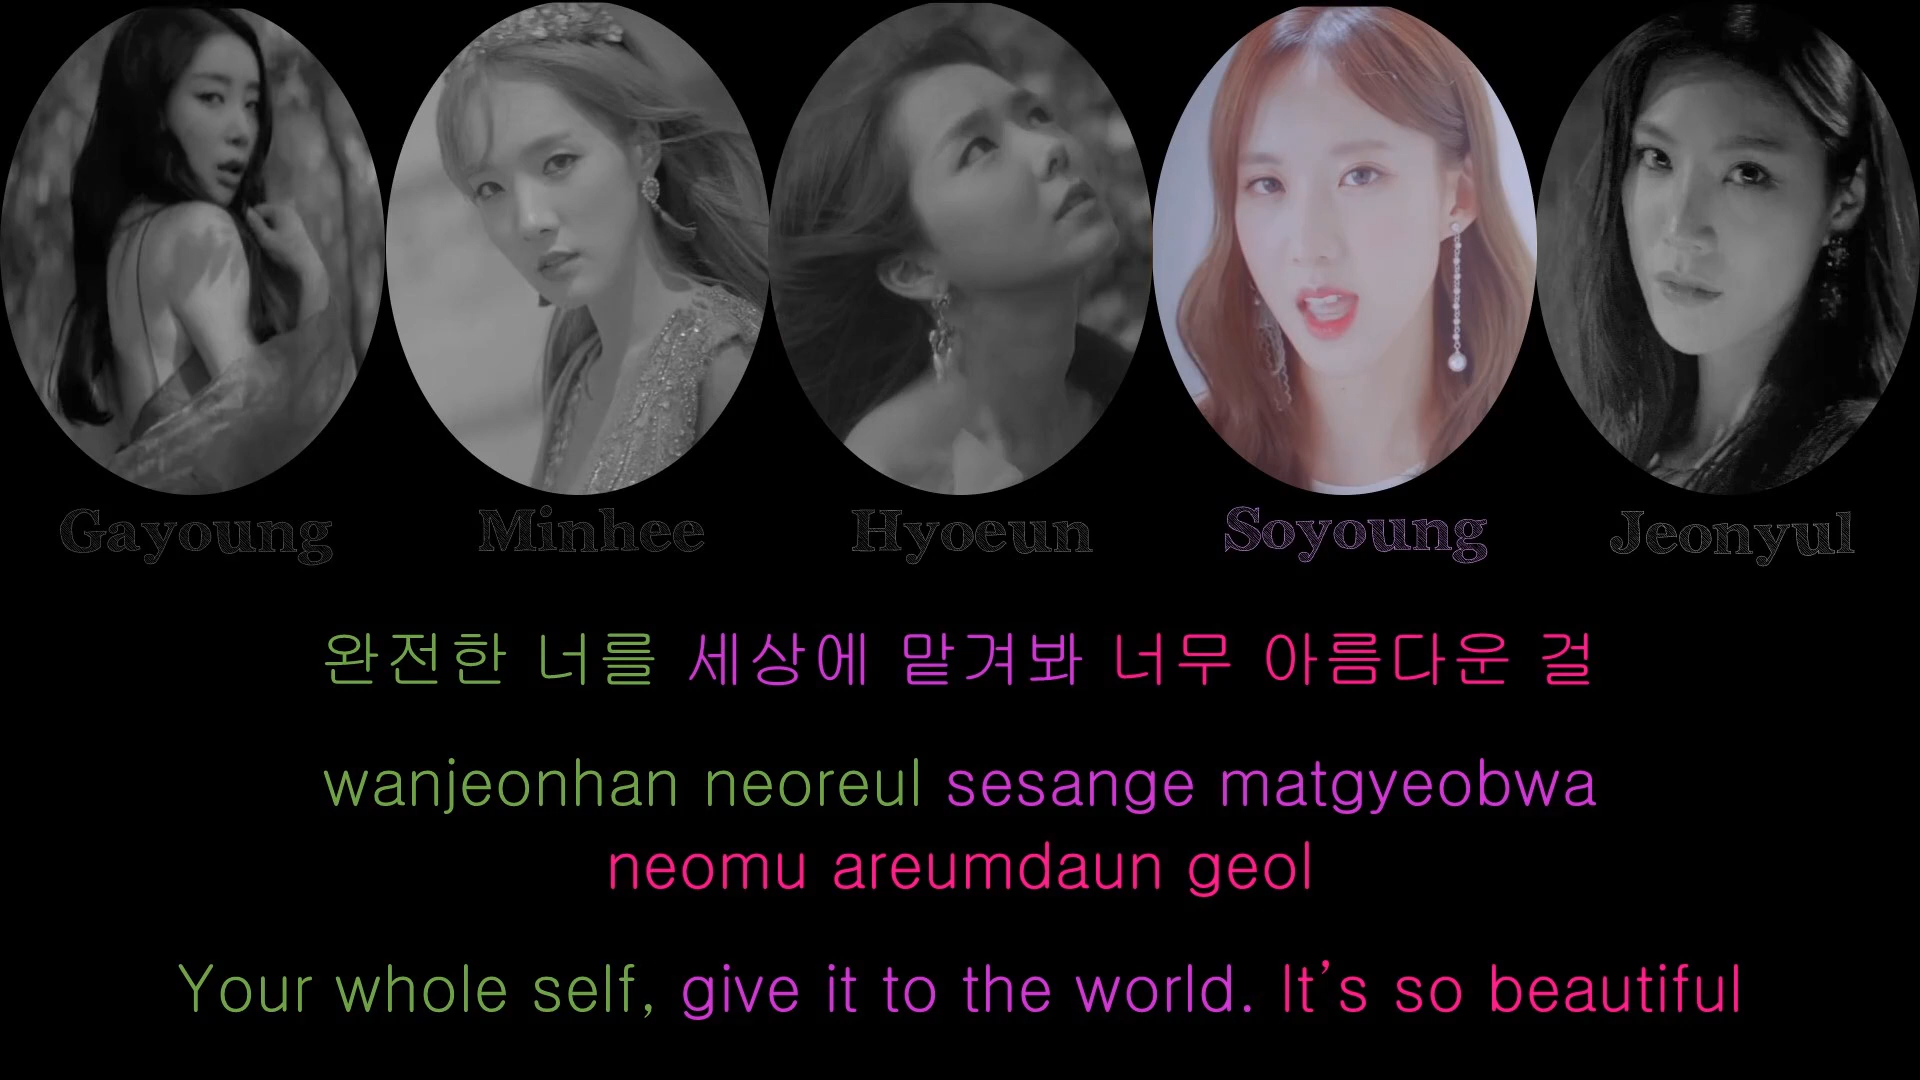 Gayoung Minhee Hyoeun Soyoung Jeonyul
완전한 너를 세상에 맡겨봐 너무 아름다운 걸
wanjeonhan neoreul sesange matgyeobwa
neomu areumdaun geol
Your whole self, give it to the world. It's so beautiful